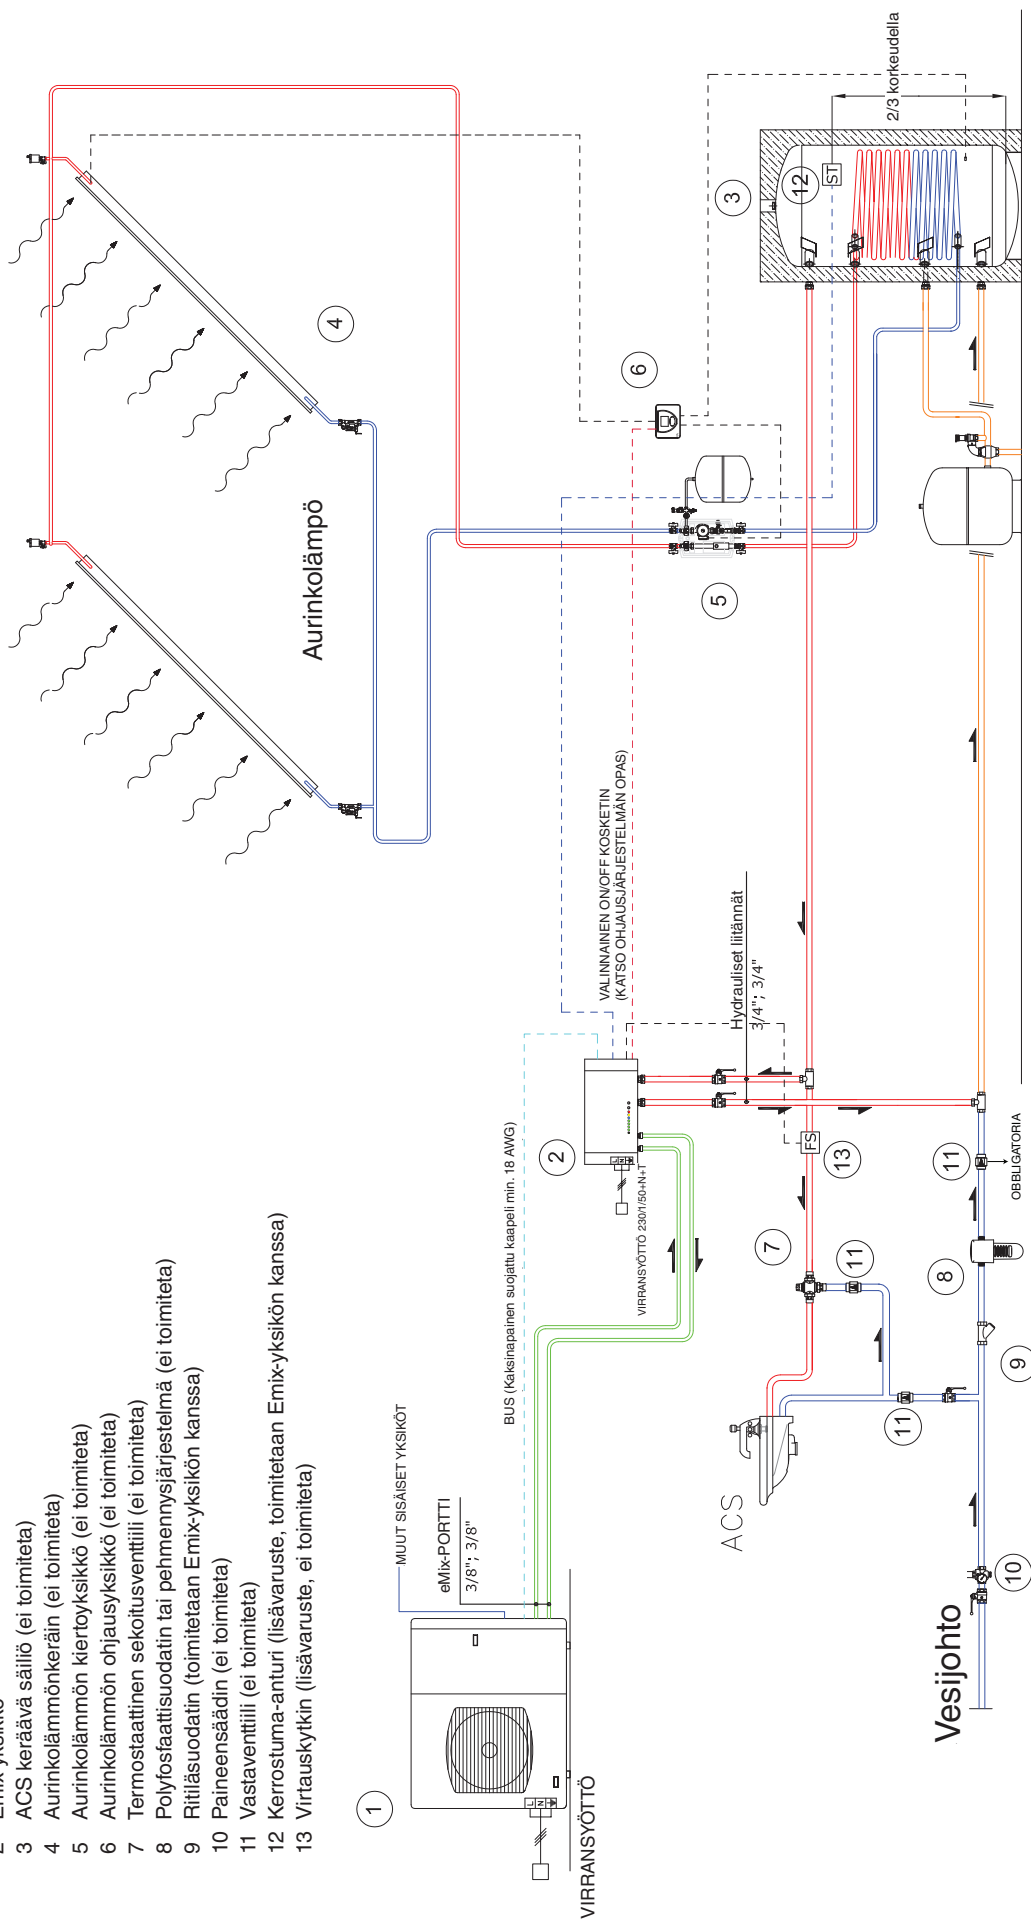 2 Emix-yksikkö
3 ACS keräävä säiliö (ei toimiteta)
4 Aurinkolämmönkeräin (ei toimiteta)
5 Aurinkolämmön kiertoyksikkö (ei toimiteta)
6 Aurinkolämmön ohjausyksikkö (ei toimiteta)
7 Termostaattinen sekoitusventtiili (ei toimiteta)
8 Polyfosfaattisuodatin tai pehmennysjärjestelmä (ei toimiteta)
9 Ritiläsuodatin (toimitetaan Emix-yksikön kanssa)
10 Paineensäädin (ei toimiteta)
11 Vastaventtiili (ei toimiteta)
12 Kerrostuma-anturi (lisävaruste, toimitetaan Emix-yksikön kanssa)
13 Virtauskytkin (lisävaruste, ei toimiteta)
1
VIRRANSYÖTTÖ
L
N
MUUT SISÄISET YKSIKÖT
eMix-PORTTI
3/8"; 3/8"
BUS (Kaksinapainen suojattu kaapeli min. 18 AWG)
2
L
N
VIRRANSYÖTTÖ 230/1/50+N+T
VALINNAINEN ON/OFF KOSKETIN
(KATSO OHJAUSJÄRJESTELMÄN OPAS)
Hydrauliset liitännät
3/4"; 3/4"
Aurinkolämpö
4
5
6
3
12
ST
2/3 korkeudella
FS
13
7
11
11
11
OBBLIGATORIA
8
9
10
ACS
Vesijohto